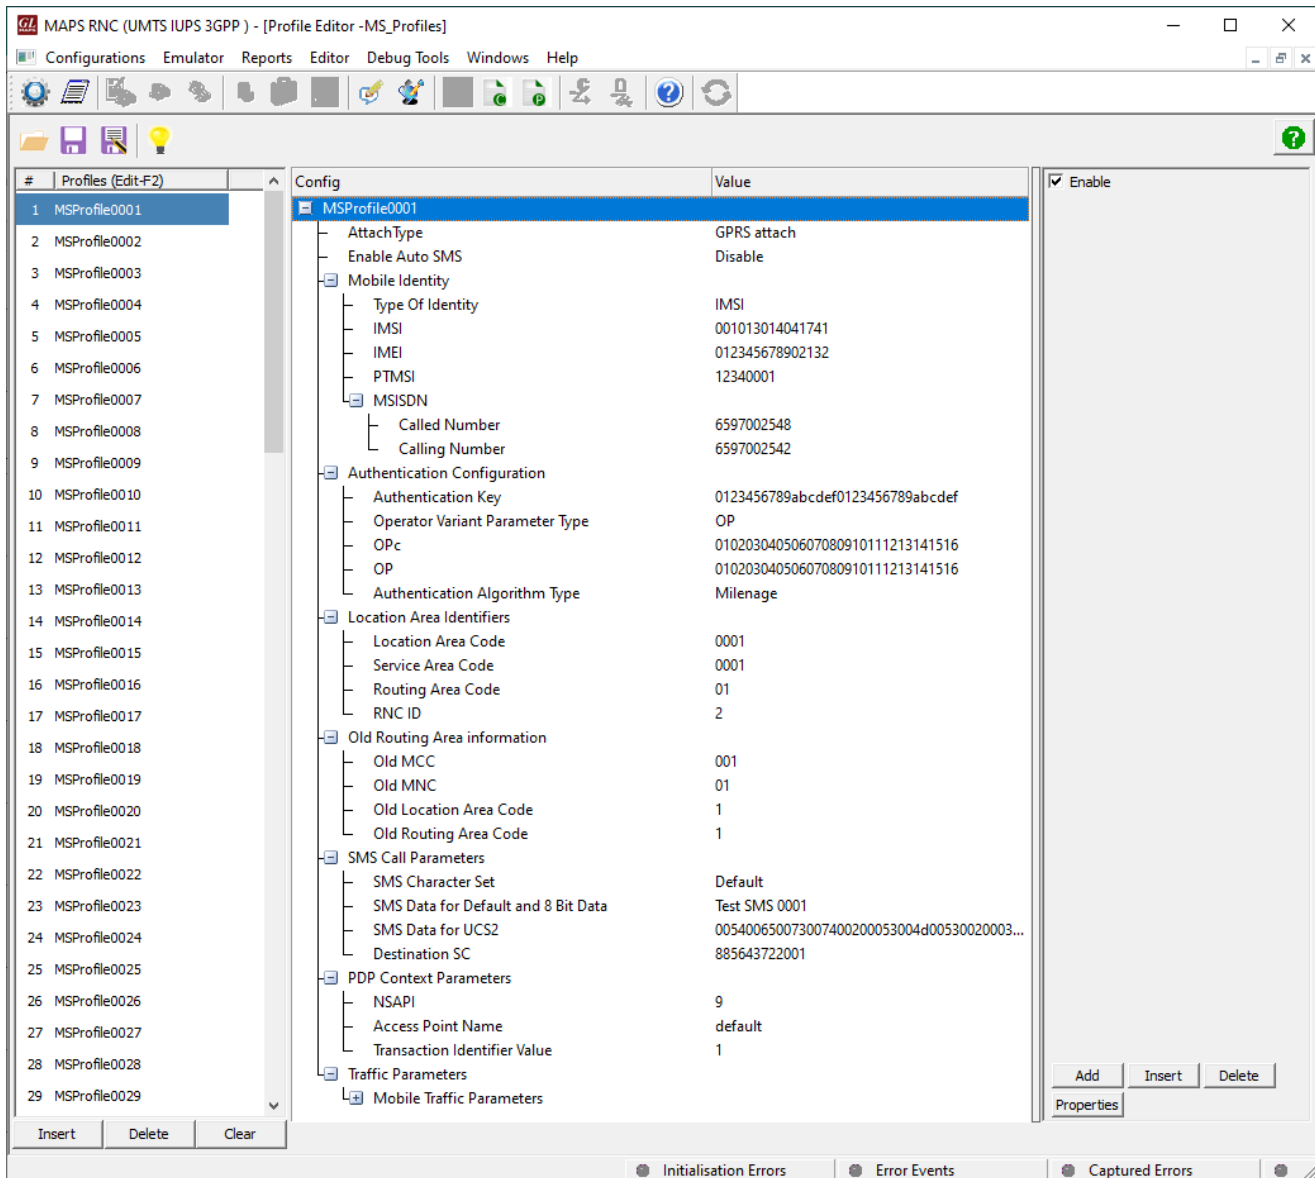 GL MAPS MAPS RNC (UMTS IUPS 3GPP ) - [Profile Editor -MS_Profiles]
Configurations Emulator Reports Editor Debug Tools Windows Help
# Profiles (Edit-F2)
1 MSProfile0001
2 MSProfile0002
3 MSProfile0003
4 MSProfile0004
5 MSProfile0005
6 MSProfile0006
7 MSProfile0007
8 MSProfile0008
9 MSProfile0009
10 MSProfile0010
11 MSProfile0011
12 MSProfile0012
13 MSProfile0013
14 MSProfile0014
15 MSProfile0015
16 MSProfile0016
17 MSProfile0017
18 MSProfile0018
19 MSProfile0019
20 MSProfile0020
21 MSProfile0021
22 MSProfile0022
23 MSProfile0023
24 MSProfile0024
25 MSProfile0025
26 MSProfile0026
27 MSProfile0027
28 MSProfile0028
29 MSProfile0029
Insert Delete Clear
Config Value
MSProfile0001
AttachType GPRS attach
Enable Auto SMS Disable
Mobile Identity
Type Of Identity IMSI
IMSI 001013014041741
IMEI 012345678902132
PTMSI 12340001
MSISDN
Called Number 6597002548
Calling Number 6597002542
Authentication Configuration
Authentication Key 0123456789abcdef0123456789abcdef
Operator Variant Parameter Type OP
OPc 01020304050607080910111213141516
OP 01020304050607080910111213141516
Authentication Algorithm Type Milenage
Location Area Identifiers
Location Area Code 0001
Service Area Code 0001
Routing Area Code 01
RNC ID 2
Old Routing Area information
Old MCC 001
Old MNC 01
Old Location Area Code 1
Old Routing Area Code 1
SMS Call Parameters
SMS Character Set Default
SMS Data for Default and 8 Bit Data Test SMS 0001
SMS Data for UCS2 005400650073007400200053004d00530020003...
Destination SC 885643722001
PDP Context Parameters
NSAPI 9
Access Point Name default
Transaction Identifier Value 1
Traffic Parameters
Mobile Traffic Parameters
Enable
Add Insert Delete
Properties
Initialisation Errors Error Events Captured Errors